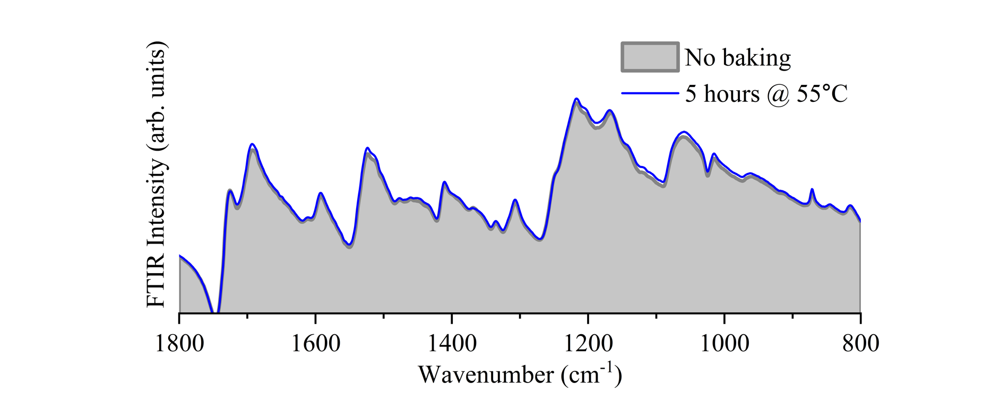 No baking
5 hours @ 55°C
FTIR Intensity (arb. units)
1800 1600 1400 1200 1000 800
Wavenumber (cm⁻¹)